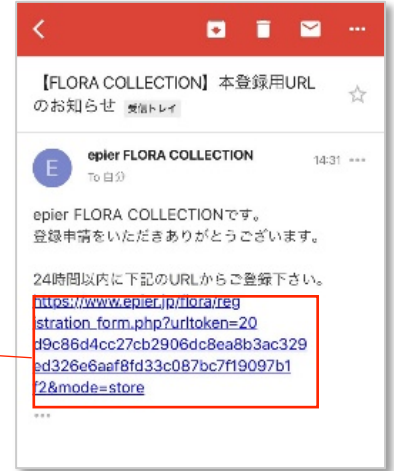 【FLORA COLLECTION】本登録用URL
のお知らせ 受信トレイ
E
epier FLORA COLLECTION
14:31
To 自分
epier FLORA COLLECTIONです。
登録申請をいただきありがとうございます。
24時間以内に下記のURLからご登録下さい。
https://www.epier.jp/flora/reg
istration_form.php?urltoken=20
d9c86d4cc27cb2906dc8ea8b3ac329
ed326e6aaf8fd33c087bc7f19097b1
f2&mode=store